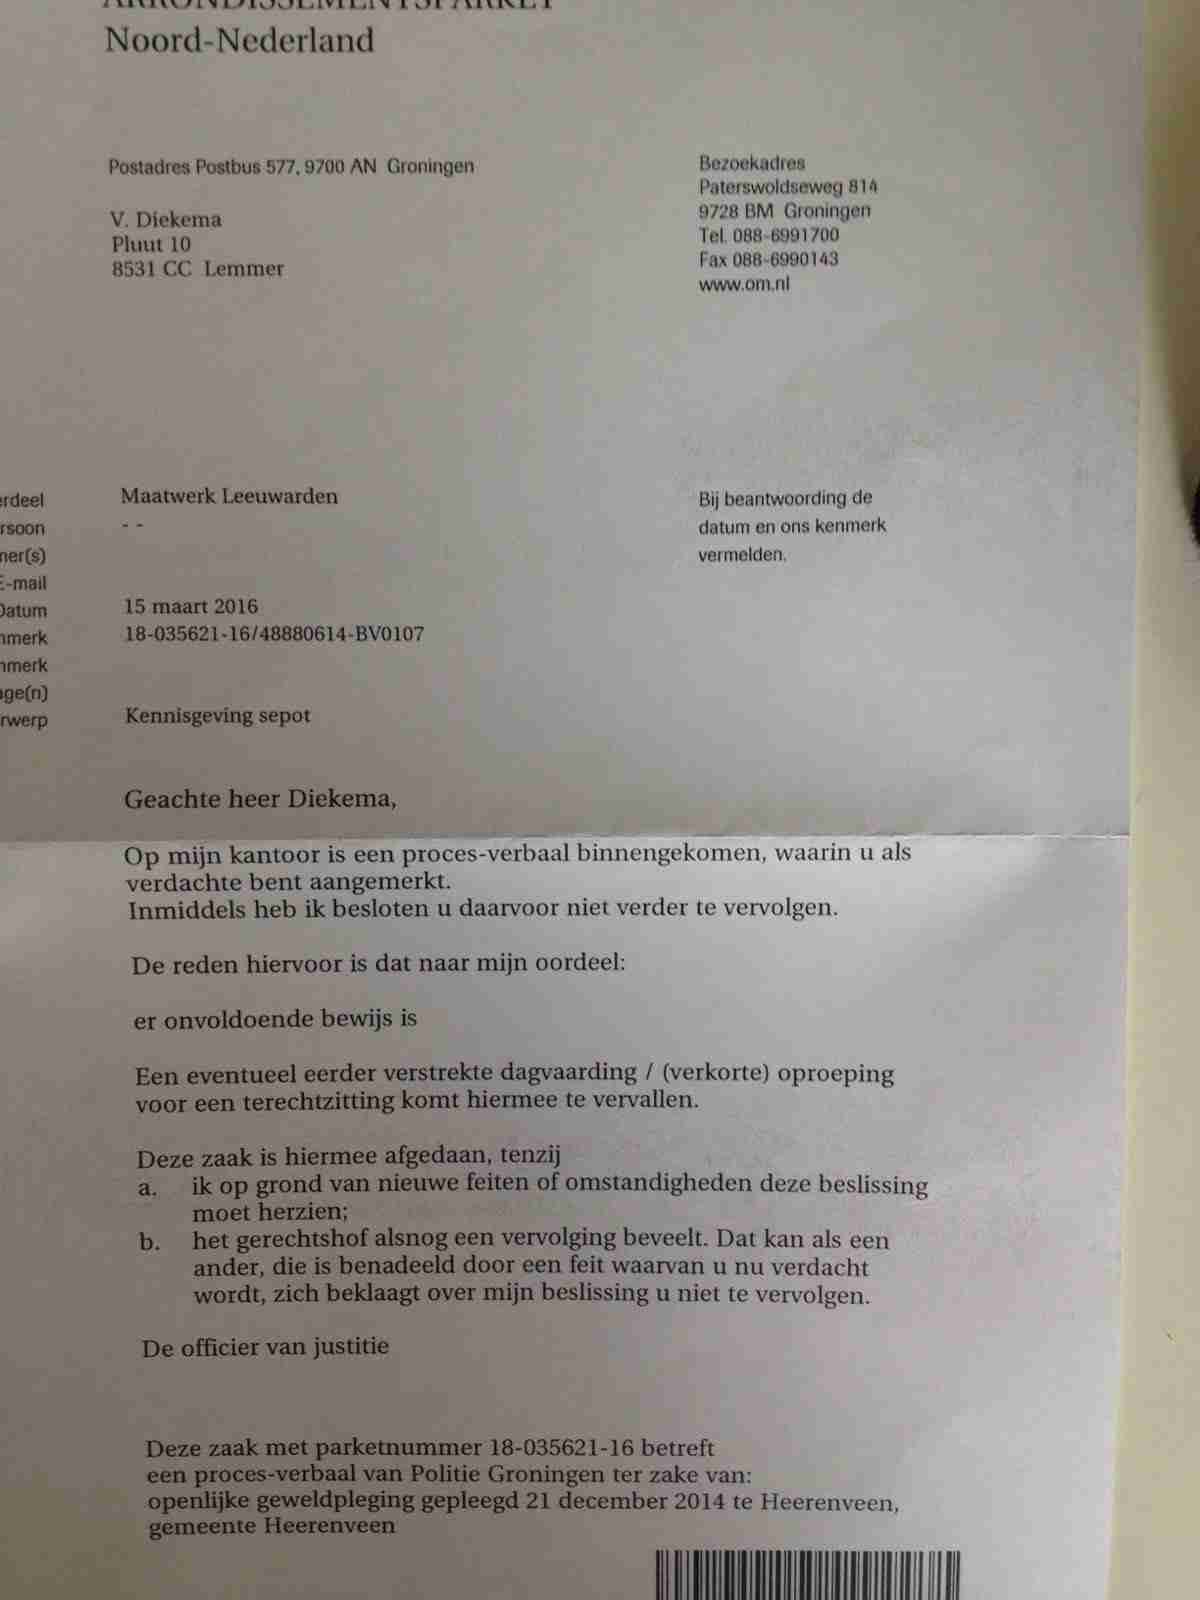 ARRONDISSEMENTSPARKET
Noord-Nederland
Postadres Postbus 577, 9700 AN Groningen
V. Diekema
Pluut 10
8531 CC Lemmer
Bezoekadres
Paterswoldseweg 814
9728 BM Groningen
Tel. 088-6991700
Fax 088-6990143
www.om.nl
erdeel Maatwerk Leeuwarden
rsoon - -
mer(s)
E-mail
Datum 15 maart 2016
nmerk 18-035621-16/48880614-BV0107
nmerk
age(n)
rwerp Kennisgeving sepot
Bij beantwoording de
datum en ons kenmerk
vermelden.
Geachte heer Diekema,
Op mijn kantoor is een proces-verbaal binnengekomen, waarin u als
verdachte bent aangemerkt.
Inmiddels heb ik besloten u daarvoor niet verder te vervolgen.
De reden hiervoor is dat naar mijn oordeel:
er onvoldoende bewijs is
Een eventueel eerder verstrekte dagvaarding / (verkorte) oproeping
voor een terechtzitting komt hiermee te vervallen.
Deze zaak is hiermee afgedaan, tenzij
a. ik op grond van nieuwe feiten of omstandigheden deze beslissing
moet herzien;
b. het gerechtshof alsnog een vervolging beveelt. Dat kan als een
ander, die is benadeeld door een feit waarvan u nu verdacht
wordt, zich beklaagt over mijn beslissing u niet te vervolgen.
De officier van justitie
Deze zaak met parketnummer 18-035621-16 betreft
een proces-verbaal van Politie Groningen ter zake van:
openlijke geweldpleging gepleegd 21 december 2014 te Heerenveen,
gemeente Heerenveen